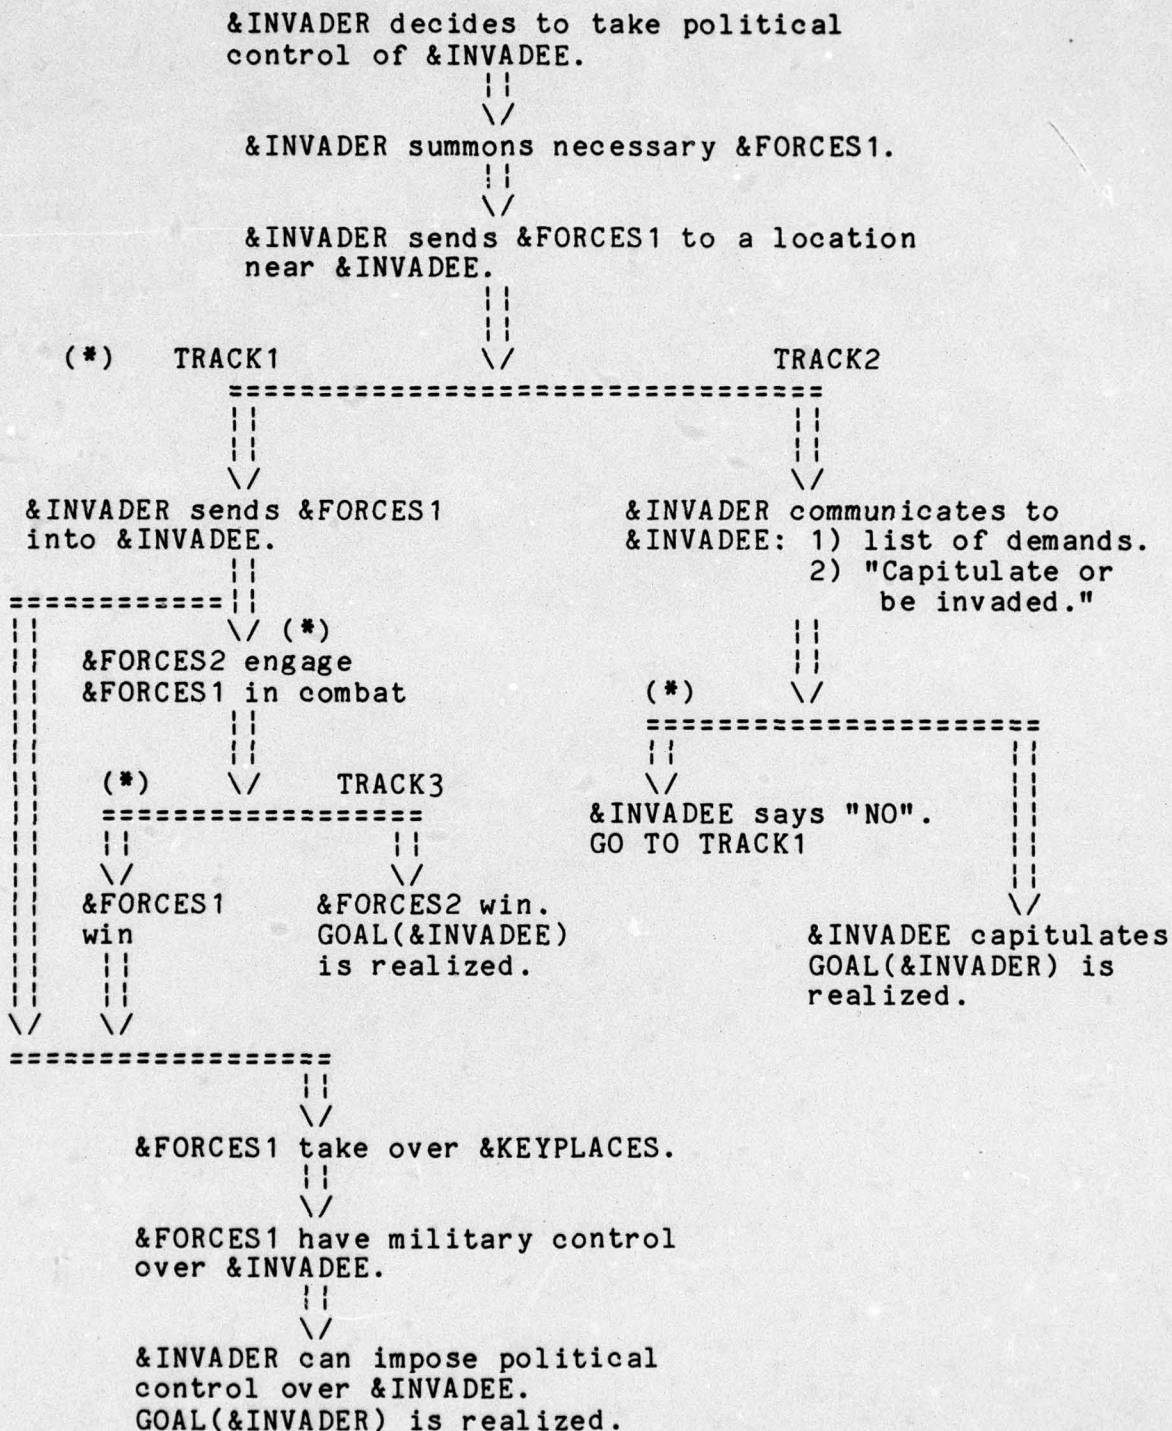 &INVADER decides to take political
control of &INVADEE.
&INVADER summons necessary &FORCES1.
&INVADER sends &FORCES1 to a location
near &INVADEE.
(*) TRACK1 TRACK2
&INVADER sends &FORCES1
into &INVADEE.
&INVADER communicates to
&INVADEE: 1) list of demands.
2) "Capitulate or
be invaded."
(*)
&FORCES2 engage
&FORCES1 in combat
(*)
(*) TRACK3
&INVADEE says "NO".
GO TO TRACK1
&FORCES1
win
&FORCES2 win.
GOAL(&INVADEE)
is realized.
&INVADEE capitulates
GOAL(&INVADER) is
realized.
&FORCES1 take over &KEYPLACES.
&FORCES1 have military control
over &INVADEE.
&INVADER can impose political
control over &INVADEE.
GOAL(&INVADER) is realized.